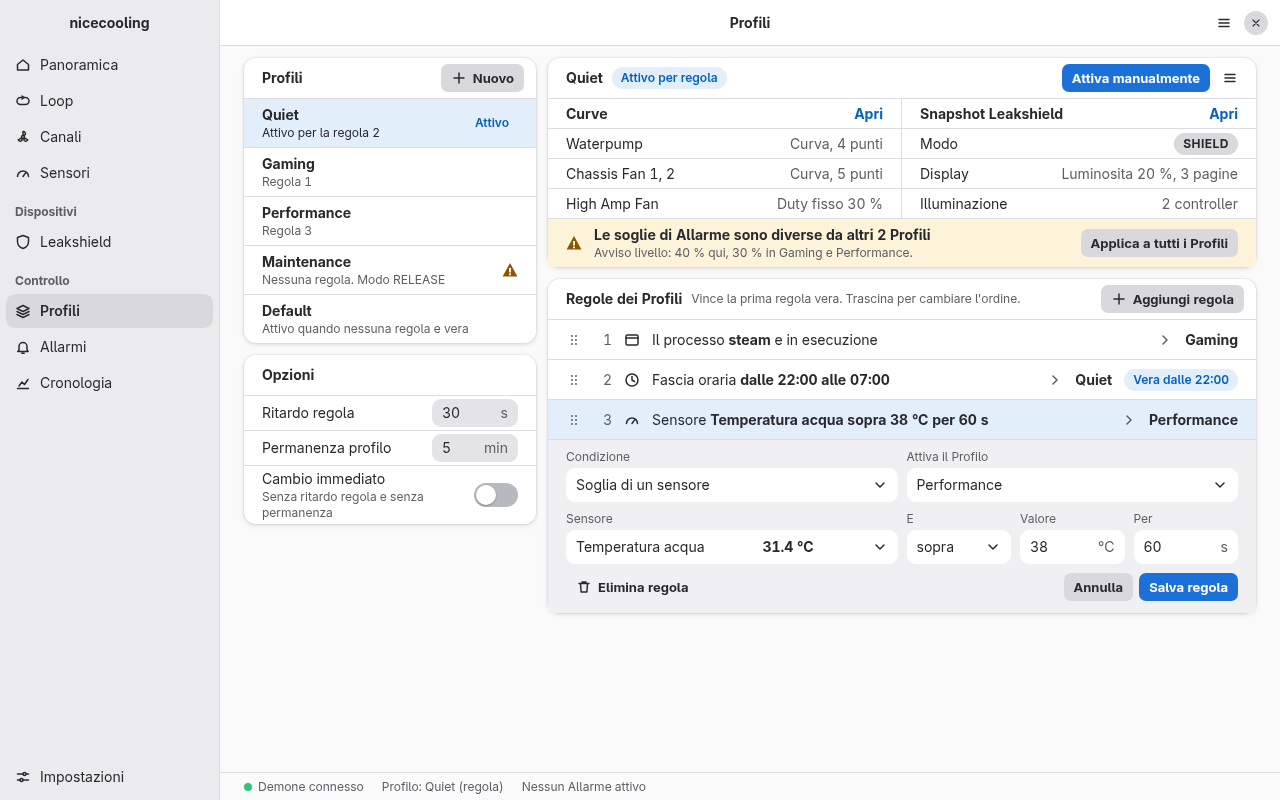 nicecooling
Profili
Panoramica
Loop
Canali
Sensori
Dispositivi
Leakshield
Controllo
Profili
Allarmi
Cronologia
Impostazioni
Profili
Nuovo
Quiet
Attivo per la regola 2
Attivo
Gaming
Regola 1
Performance
Regola 3
Maintenance
Nessuna regola. Modo RELEASE
Default
Attivo quando nessuna regola e vera
Opzioni
Ritardo regola 30 s
Permanenza profilo 5 min
Cambio immediato
Senza ritardo regola e senza
permanenza
Quiet Attivo per regola Attiva manualmente
Curve Apri
Waterpump Curva, 4 punti
Chassis Fan 1, 2 Curva, 5 punti
High Amp Fan Duty fisso 30 %
Snapshot Leakshield Apri
Modo SHIELD
Display Luminosita 20 %, 3 pagine
Illuminazione 2 controller
Le soglie di Allarme sono diverse da altri 2 Profili
Avviso livello: 40 % qui, 30 % in Gaming e Performance.
Applica a tutti i Profili
Regole dei Profili Vince la prima regola vera. Trascina per cambiare l'ordine. Aggiungi regola
1 Il processo steam e in esecuzione Gaming
2 Fascia oraria dalle 22:00 alle 07:00 Quiet Vera dalle 22:00
3 Sensore Temperatura acqua sopra 38 °C per 60 s Performance
Condizione Attiva il Profilo
Soglia di un sensore Performance
Sensore E Valore Per
Temperatura acqua 31.4 °C sopra 38 °C 60 s
Elimina regola Annulla Salva regola
Demone connesso Profilo: Quiet (regola) Nessun Allarme attivo